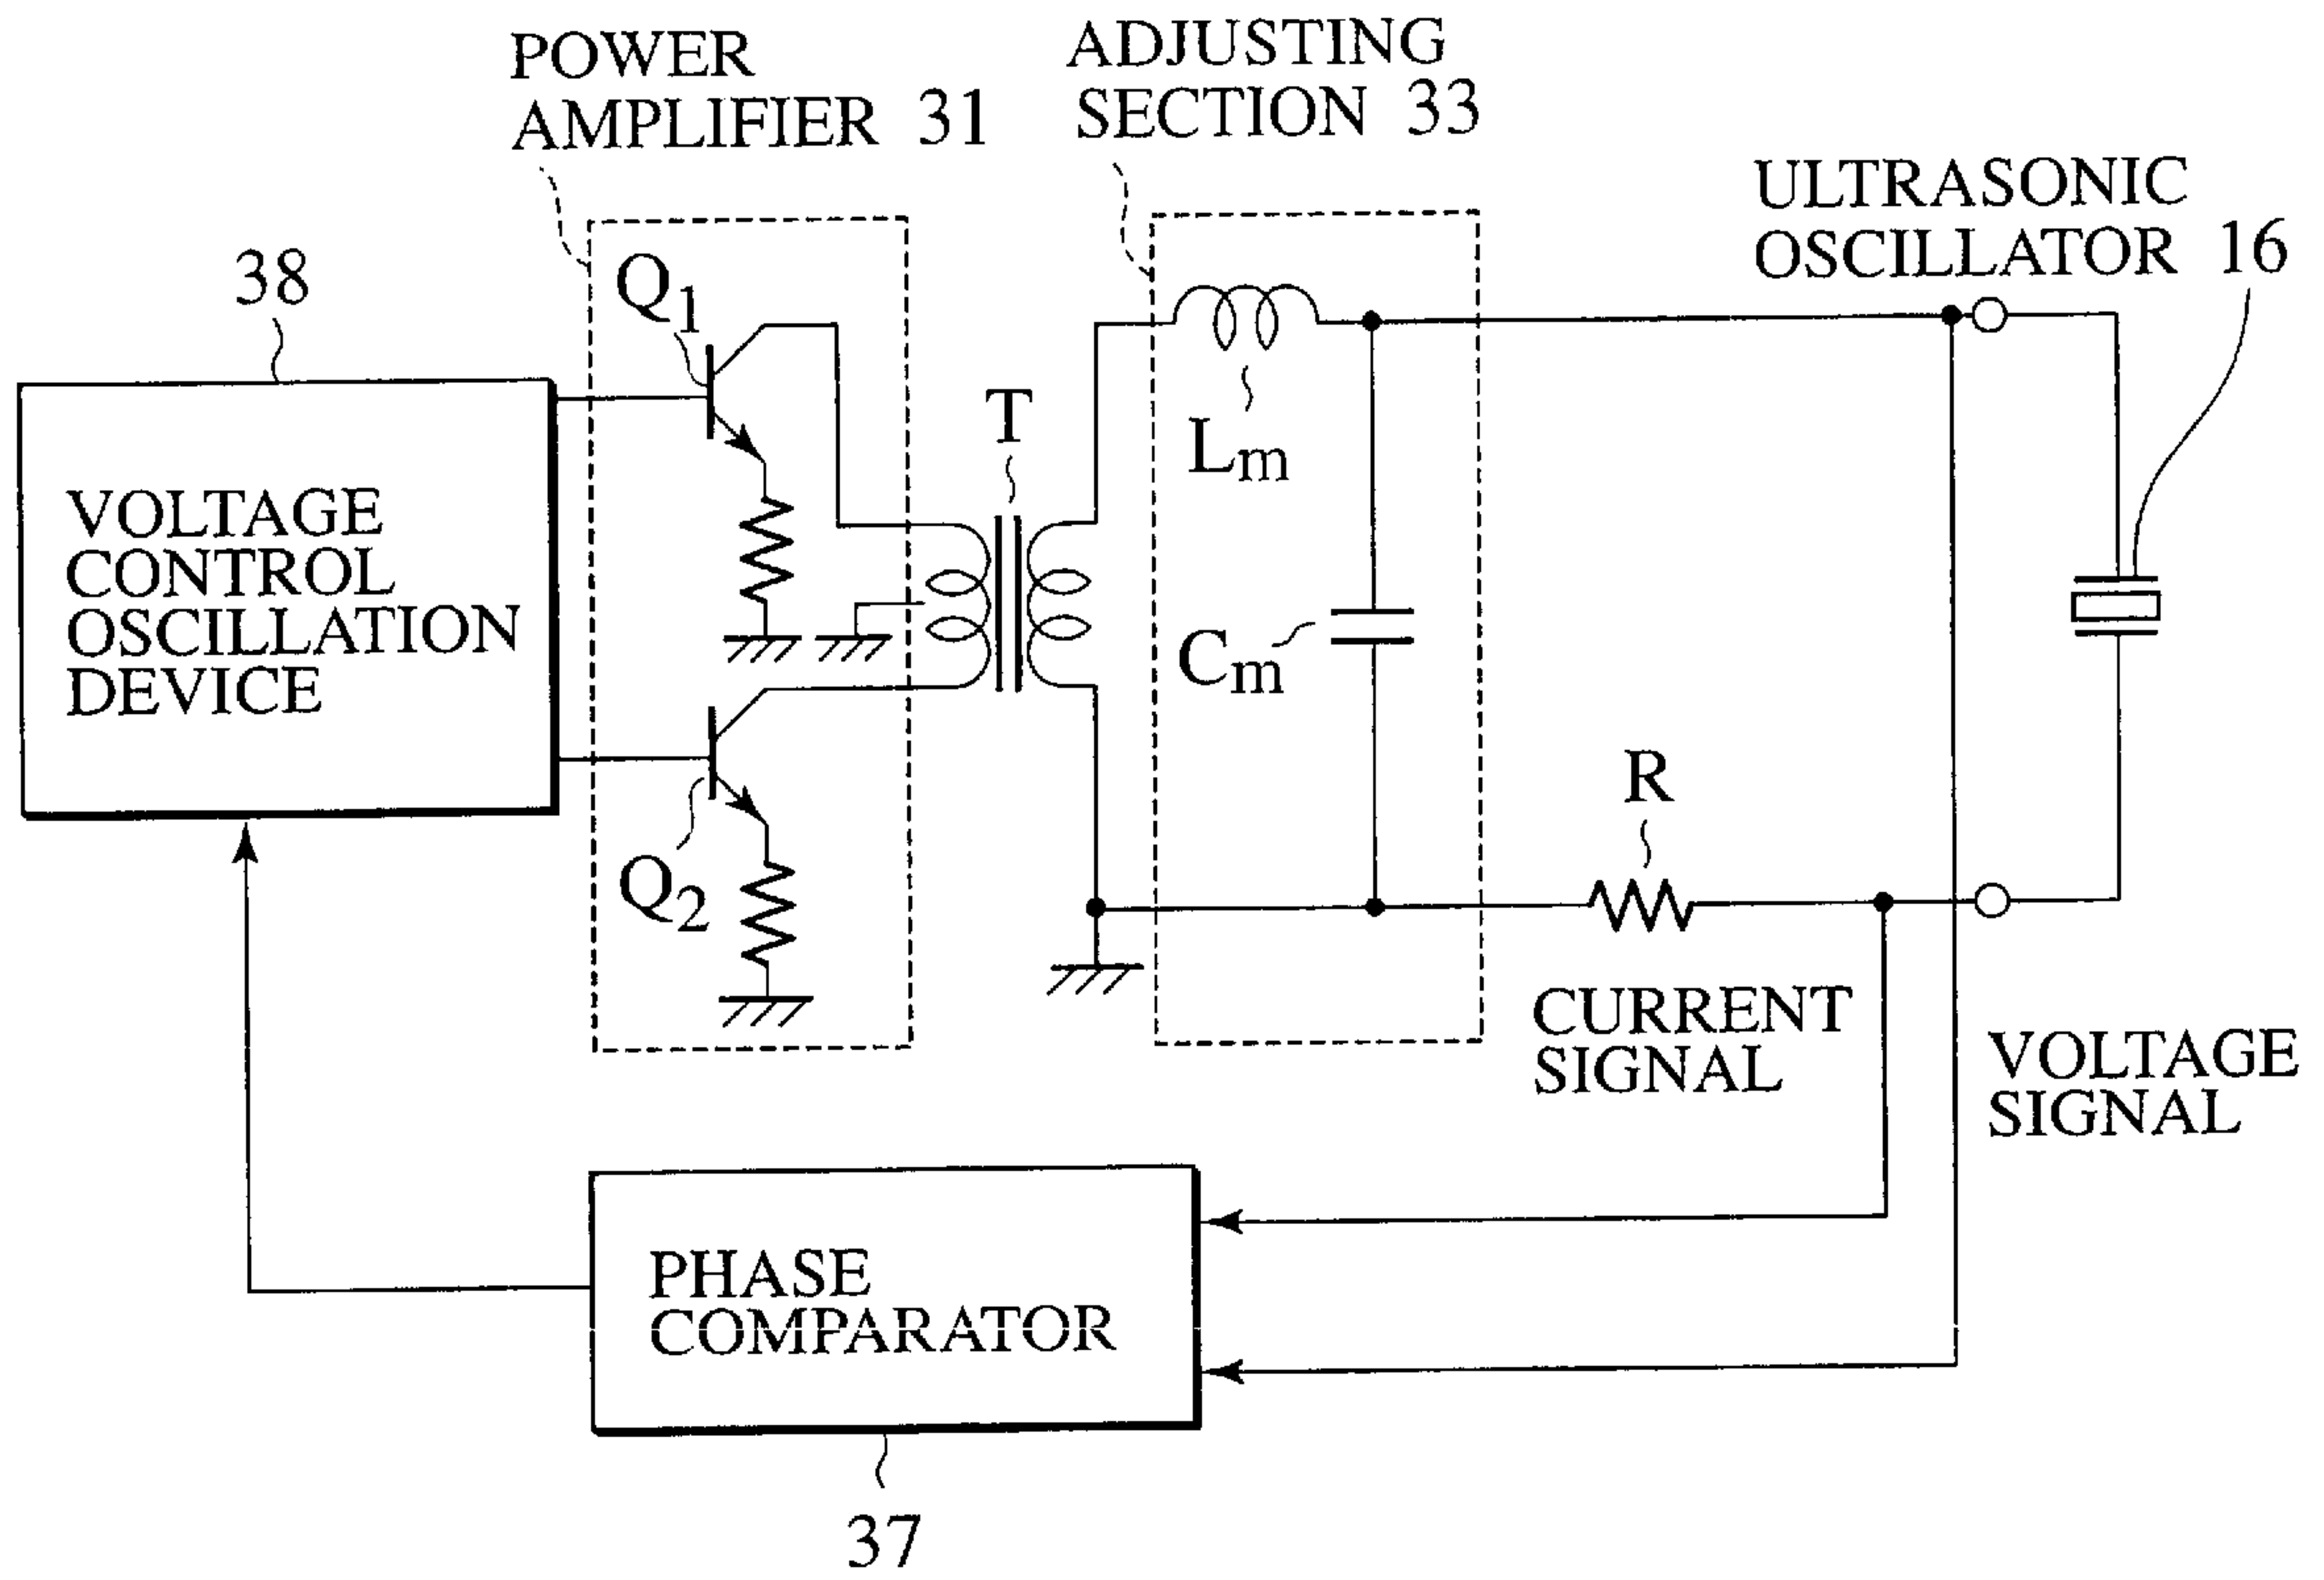 POWER
AMPLIFIER 31
ADJUSTING
SECTION 33
ULTRASONIC
OSCILLATOR 16
38
Q1
T
Lm
VOLTAGE
CONTROL
OSCILLATION
DEVICE
Cm
R
Q2
CURRENT
SIGNAL
VOLTAGE
SIGNAL
PHASE
COMPARATOR
37